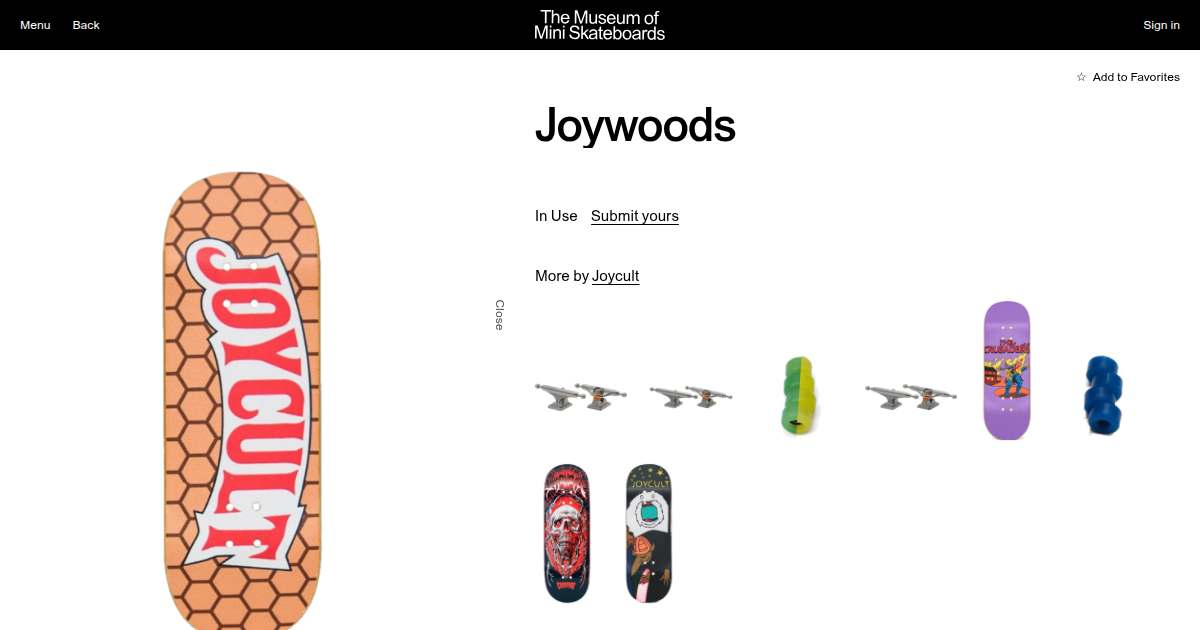 Menu
Back
The Museum of
Mini Skateboards
Sign in
☆ Add to Favorites
Joywoods
In Use Submit yours
More by Joycult
Close
JOYCULT
JOYCULT